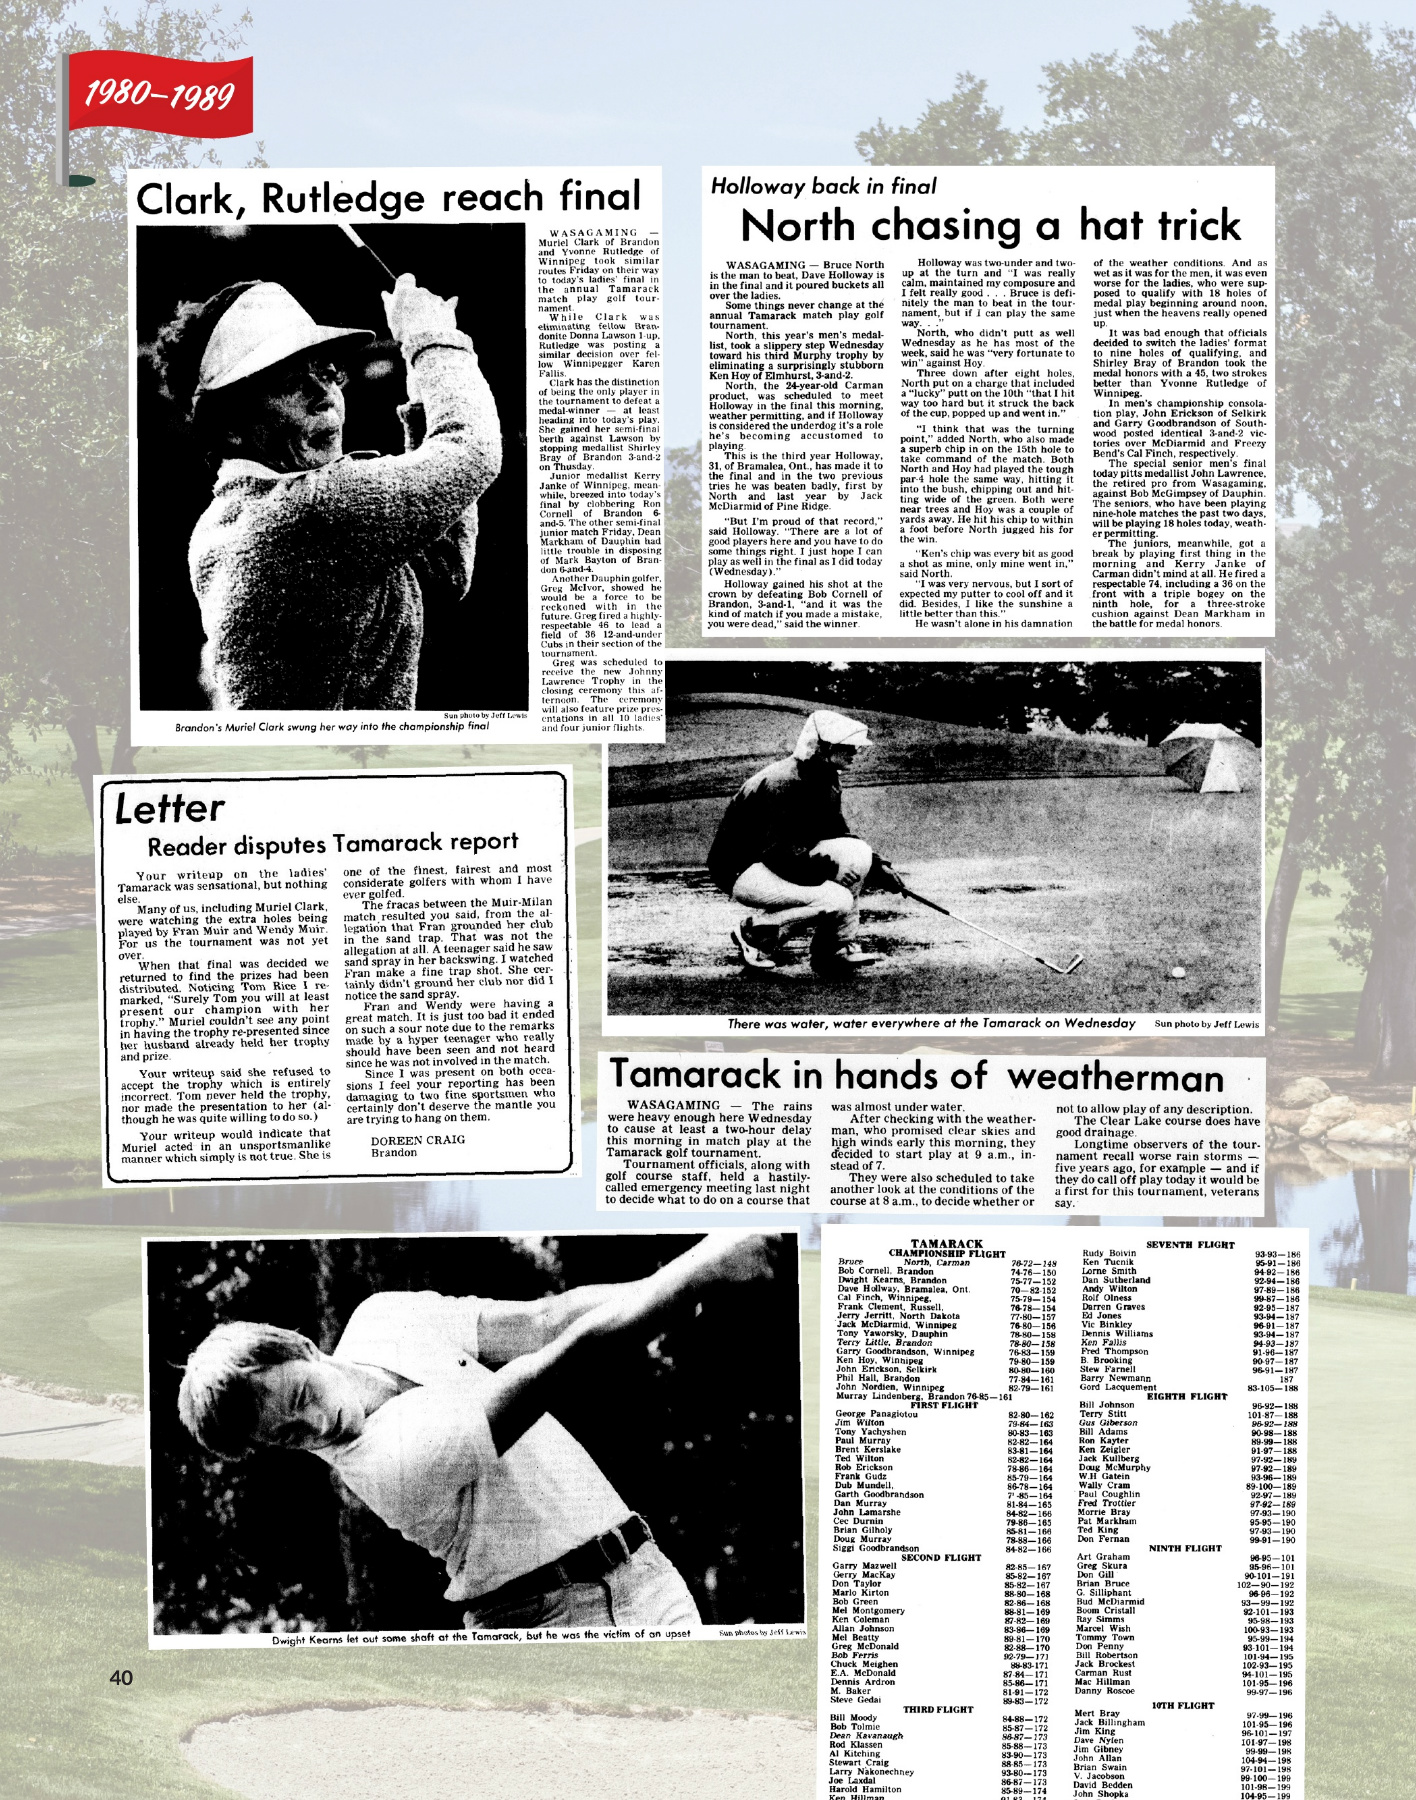 1980–1989
Clark, Rutledge reach final
WASAGAMING —
Muriel Clark of Brandon
and Yvonne Rutledge of
Winnipeg took similar
routes Friday on their way
to today's ladies' final in
the annual Tamarack
match play golf tour-
nament.
While Clark was
eliminating fellow Bran-
donite Donna Lawson 1-up,
Rutledge was posting a
similar decision over fel-
low Winnipegger Karen
Fallis.
Clark has the distinction
of being the only player in
the tournament to defeat a
medal-winner — at least
heading into today's play.
She gained her semi-final
berth against Lawson by
stopping medallist Shirley
Bray of Brandon 3-and-2
on Thusday.
Junior medallist Kerry
Janke of Winnipeg, mean-
while, breezed into today's
final by clobbering Ron
Cornell of Brandon 6-
and-5. The other semi-final
junior match Friday, Dean
Markham of Dauphin had
little trouble in disposing
of Mark Bayton of Bran-
don 6-and-4.
Another Dauphin golfer,
Greg McIvor, showed he
would be a force to be
reckoned with in the
future. Greg fired a highly-
respectable 46 to lead a
field of 36 12-and-under
Cubs in their section of the
tournament.
Greg was scheduled to
receive the new Johnny
Lawrence Trophy in the
closing ceremony this af-
ternoon. The ceremony
will also feature prize pres-
entations in all 10 ladies'
and four junior flights.
Sun photo by Jeff Lewis
Brandon's Muriel Clark swung her way into the championship final
Holloway back in final
North chasing a hat trick
WASAGAMING — Bruce North
is the man to beat, Dave Holloway is
in the final and it poured buckets all
over the ladies.
Some things never change at the
annual Tamarack match play golf
tournament.
North, this year's men's medal-
list, took a slippery step Wednesday
toward his third Murphy trophy by
eliminating a surprisingly stubborn
Ken Hoy of Elmhurst, 3-and-2.
North, the 24-year-old Carman
product, was scheduled to meet
Holloway in the final this morning,
weather permitting, and if Holloway
is considered the underdog it's a role
he's becoming accustomed to
playing.
This is the third year Holloway,
31, of Bramalea, Ont., has made it to
the final and in the two previous
tries he was beaten badly, first by
North and last year by Jack
McDiarmid of Pine Ridge.
"But I'm proud of that record,"
said Holloway. "There are a lot of
good players here and you have to do
some things right. I just hope I can
play as well in the final as I did today
(Wednesday)."
Holloway gained his shot at the
crown by defeating Bob Cornell of
Brandon, 3-and-1, "and it was the
kind of match if you made a mistake,
you were dead," said the winner.
Holloway was two-under and two-
up at the turn and "I was really
calm, maintained my composure and
I felt really good . . . Bruce is defi-
nitely the man to beat in the tour-
nament, but if I can play the same
way. . ."
North, who didn't putt as well
Wednesday as he has most of the
week, said he was "very fortunate to
win" against Hoy.
Three down after eight holes,
North put on a charge that included
a "lucky" putt on the 10th "that I hit
way too hard but it struck the back
of the cup, popped up and went in."
"I think that was the turning
point," added North, who also made
a superb chip in on the 15th hole to
take command of the match. Both
North and Hoy had played the tough
par-4 hole the same way, hitting it
into the bush, chipping out and hit-
ting wide of the green. Both were
near trees and Hoy was a couple of
yards away. He hit his chip to within
a foot before North jugged his for
the win.
"Ken's chip was every bit as good
a shot as mine, only mine went in,"
said North.
"I was very nervous, but I sort of
expected my putter to cool off and it
did. Besides, I like the sunshine a
little better than this."
He wasn't alone in his damnation
of the weather conditions. And as
wet as it was for the men, it was even
worse for the ladies, who were sup-
posed to qualify with 18 holes of
medal play beginning around noon,
just when the heavens really opened
up.
It was bad enough that officials
decided to switch the ladies' format
to nine holes of qualifying, and
Shirley Bray of Brandon took the
medal honors with a 45, two strokes
better than Yvonne Rutledge of
Winnipeg.
In men's championship consola-
tion play, John Erickson of Selkirk
and Garry Goodbrandson of South-
wood posted identical 3-and-2 vic-
tories over McDiarmid and Freezy
Bend's Cal Finch, respectively.
The special senior men's final
today pitts medallist John Lawrence,
the retired pro from Wasagaming,
against Bob McGimpsey of Dauphin.
The seniors, who have been playing
nine-hole matches the past two days,
will be playing 18 holes today, weath-
er permitting.
The juniors, meanwhile, got a
break by playing first thing in the
morning and Kerry Janke of
Carman didn't mind at all. He fired a
respectable 74, including a 36 on the
front with a triple bogey on the
ninth hole, for a three-stroke
cushion against Dean Markham in
the battle for medal honors.
There was water, water everywhere at the Tamarack on Wednesday
Sun photo by Jeff Lewis
Letter
Reader disputes Tamarack report
Your writeup on the ladies'
Tamarack was sensational, but nothing
else.
Many of us, including Muriel Clark,
were watching the extra holes being
played by Fran Muir and Wendy Muir.
For us the tournament was not yet
over.
When that final was decided we
returned to find the prizes had been
distributed. Noticing Tom Rice I re-
marked, "Surely Tom you will at least
present our champion with her
trophy." Muriel couldn't see any point
in having the trophy re-presented since
her husband already held her trophy
and prize.
Your writeup said she refused to
accept the trophy which is entirely
incorrect. Tom never held the trophy,
nor made the presentation to her (al-
though he was quite willing to do so.)
Your writeup would indicate that
Muriel acted in an unsportsmanlike
manner which simply is not true. She is
one of the finest, fairest and most
considerate golfers with whom I have
ever golfed.
The fracas between the Muir-Milan
match resulted you said, from the al-
legation that Fran grounded her club
in the sand trap. That was not the
allegation at all. A teenager said he saw
sand spray in her backswing. I watched
Fran make a fine trap shot. She cer-
tainly didn't ground her club nor did I
notice the sand spray.
Fran and Wendy were having a
great match. It is just too bad it ended
on such a sour note due to the remarks
made by a hyper teenager who really
should have been seen and not heard
since he was not involved in the match.
Since I was present on both occa-
sions I feel your reporting has been
damaging to two fine sportsmen who
certainly don't deserve the mantle you
are trying to hang on them.
DOREEN CRAIG
Brandon
Tamarack in hands of weatherman
WASAGAMING — The rains
were heavy enough here Wednesday
to cause at least a two-hour delay
this morning in match play at the
Tamarack golf tournament.
Tournament officials, along with
golf course staff, held a hastily-
called emergency meeting last night
to decide what to do on a course that
was almost under water.
After checking with the weather-
man, who promised clear skies and
high winds early this morning, they
decided to start play at 9 a.m., in-
stead of 7.
They were also scheduled to take
another look at the conditions of the
course at 8 a.m., to decide whether or
not to allow play of any description.
The Clear Lake course does have
good drainage.
Longtime observers of the tour-
nament recall worse rain storms —
five years ago, for example — and if
they do call off play today it would be
a first for this tournament, veterans
say.
Dwight Kearns let out some shaft at the Tamarack, but he was the victim of an upset
Sun photos by Jeff Lewis
TAMARACK
CHAMPIONSHIP FLIGHT
Bruce North, Carman 76-72—148
Bob Cornell, Brandon 74-76—150
Dwight Kearns, Brandon 75-77—152
Dave Hollway, Bramalea, Ont. 70—82-152
Cal Finch, Winnipeg, 75-79—154
Frank Clement, Russell, 76-78—154
Jerry Jerritt, North Dakota 77-80—157
Jack McDiarmid, Winnipeg 76-80—156
Tony Yaworsky, Dauphin 78-80—158
Terry Little, Brandon 78-80—158
Garry Goodbrandson, Winnipeg 76-83—159
Ken Hoy, Winnipeg 79-80—159
John Erickson, Selkirk 80-80—160
Phil Hall, Brandon 77-84—161
John Nordien, Winnipeg 82-79—161
Murray Lindenberg, Brandon 76-85—161
FIRST FLIGHT
George Panagiotou 82-80—162
Jim Wilton 79-84—163
Tony Yachyshen 80-83—163
Paul Murray 82-82—164
Brent Kerslake 83-81—164
Ted Wilton 82-82—164
Rob Erickson 78-86—164
Frank Gudz 85-79—164
Dub Mundell, 86-78—164
Garth Goodbrandson 7'-85—164
Dan Murray 81-84—165
John Lamarshe 84-82—166
Cec Durnin 79-86—165
Brian Gilholy 85-81—166
Doug Murray 78-88—166
Siggi Goodbrandson 84-82—166
SECOND FLIGHT
Garry Mazwell 82-85—167
Gerry MacKay 85-82—167
Don Taylor 85-82—167
Marlo Kirton 88-80—168
Bob Green 82-86—168
Mel Montgomery 88-81—169
Ken Coleman 87-82—169
Allan Johnson 83-86—169
Mel Beatty 89-81—170
Greg McDonald 82-88—170
Bob Ferris 92-79—171
Chuck Meighen 88-83-171
E.A. McDonald 87-84—171
Dennis Ardron 85-86—171
M. Baker 81-91—172
Steve Gedai 89-83—172
THIRD FLIGHT
Bill Moody 84-88—172
Bob Tolmie 85-87—172
Dean Kavanaugh 86-87—173
Rod Klassen 85-88—173
Al Kitching 83-90—173
Stewart Craig 88-85—173
Larry Nakonechney 93-80—173
Joe Laxdal 86-87—173
Harold Hamilton 85-89—174
Ken Hillman
SEVENTH FLIGHT
Rudy Boivin 93-93—186
Ken Tucnik 95-91—186
Lorne Smith 94-92—186
Dan Sutherland 92-94—186
Andy Wilton 97-89—186
Rolf Olness 99-87—186
Darren Graves 92-95—187
Ed Jones 93-94—187
Vic Binkley 96-91—187
Dennis Williams 93-94—187
Ken Fallis 94-93—187
Fred Thompson 91-96—187
B. Brooking 90-97—187
Stew Farnell 96-91—187
Barry Newmann 187
Gord Lacquement 83-105—188
EIGHTH FLIGHT
Bill Johnson 96-92—188
Terry Stitt 101-87—188
Gus Giberson 96-92—188
Bill Adams 90-98—188
Ron Kayter 89-99—188
Ken Zeigler 91-97—188
Jack Kullberg 97-92—189
Doug McMurphy 97-92—189
W.H Gatein 93-96—189
Wally Cram 89-100—189
Paul Coughlin 92-97—189
Fred Trottier 97-92—189
Morrie Bray 97-93—190
Pat Markham 95-95—190
Ted King 97-93—190
Don Fernan 99-91—190
NINTH FLIGHT
Art Graham 96-95—101
Greg Skura 95-96—101
Don Gill 90-101—191
Brian Bruce 102—90—192
G. Silliphant 96-96—192
Bud McDiarmid 93—99—192
Boom Cristall 92-101—193
Ray Simms 95-98—193
Marcel Wish 100-93—193
Tommy Town 95-99—194
Don Penny 93-101—194
Bill Robertson 101-94—195
Jack Brockest 102-93—195
Carman Rust 94-101—195
Mac Hillman 101-95—196
Danny Roscoe 99-97—196
10TH FLIGHT
Mert Bray 97-99—196
Jack Billingham 101-95—196
Jim King 96-101—197
Dave Nylen 101-97—198
Jim Gibney 99-99—198
John Allan 104-94—198
Brian Swain 97-101—198
V. Jacobson 99-100—199
David Bedden 101-98—199
John Shopka 104-95—199
40